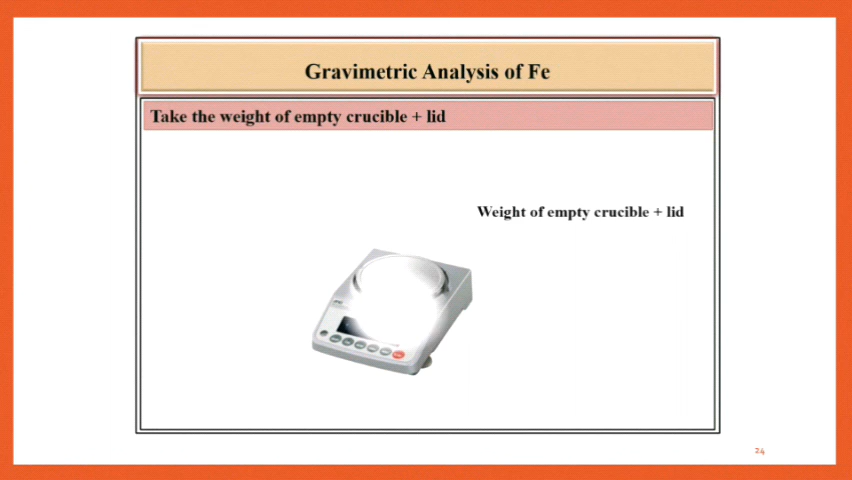 Gravimetric Analysis of Fe
Take the weight of empty crucible + lid
Weight of empty crucible + lid
24